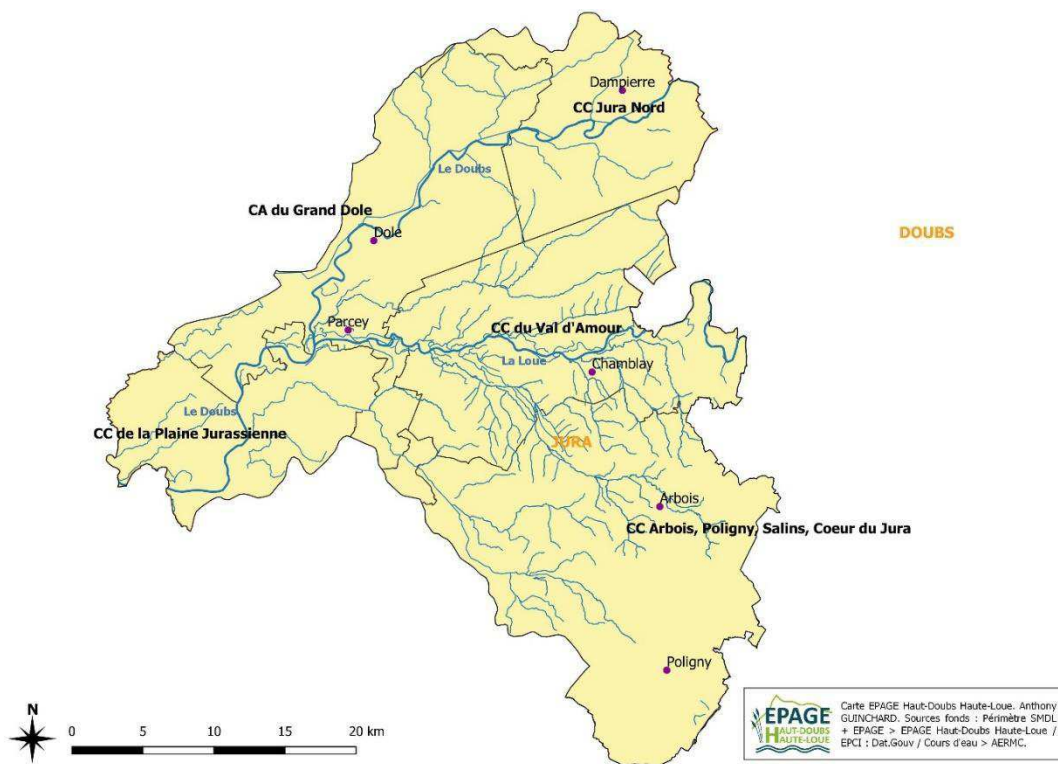 Dampierre
CC Jura Nord
Le Doubs
CA du Grand Dole
Dole
DOUBS
Parcey
CC du Val d'Amour
La Loue
Chamblay
Le Doubs
CC de la Plaine Jurassienne
JURA
Arbois
CC Arbois, Poligny, Salins, Coeur du Jura
Poligny
N
0 5 10 15 20 km
EPAGE
HAUT-DOUBS
HAUTE-LOUE
Carte EPAGE Haut-Doubs Haute-Loue. Anthony
GUINCHARD. Sources fonds : Périmètre SMDL
+ EPAGE > EPAGE Haut-Doubs Haute-Loue /
EPCI : Dat.Gouv / Cours d'eau > AERMC.